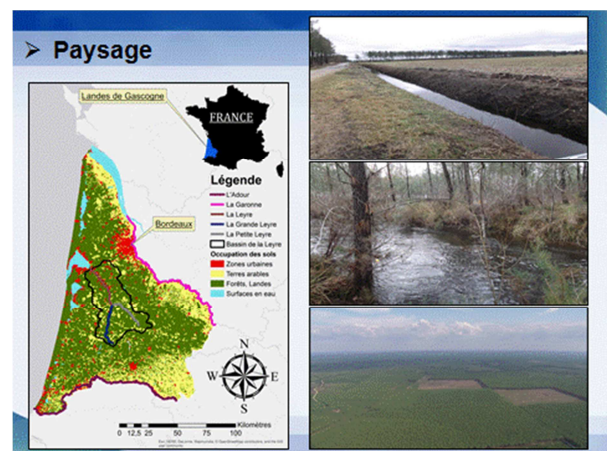 ➢ Paysage
Landes de Gascogne
FRANCE
Légende
L'Adour
La Garonne
La Leyre
La Grande Leyre
La Petite Leyre
Bassin de la Leyre
Occupation des sols
Zones urbaines
Terres arables
Forêts, Landes
Surfaces en eau
Bordeaux
N
W E
S
Kilomètres
0 12,5 25 50 75 100